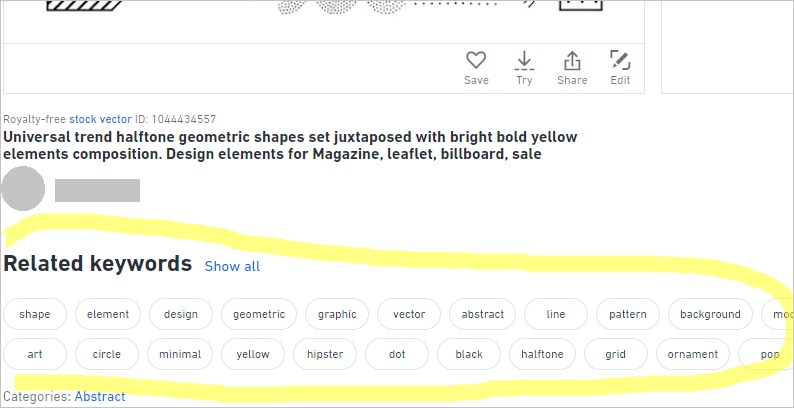 Save Try Share Edit
Royalty-free stock vector ID: 1044434557
Universal trend halftone geometric shapes set juxtaposed with bright bold yellow
elements composition. Design elements for Magazine, leaflet, billboard, sale
Related keywords Show all
shape element design geometric graphic vector abstract line pattern background
art circle minimal yellow hipster dot black halftone grid ornament pop
Categories: Abstract